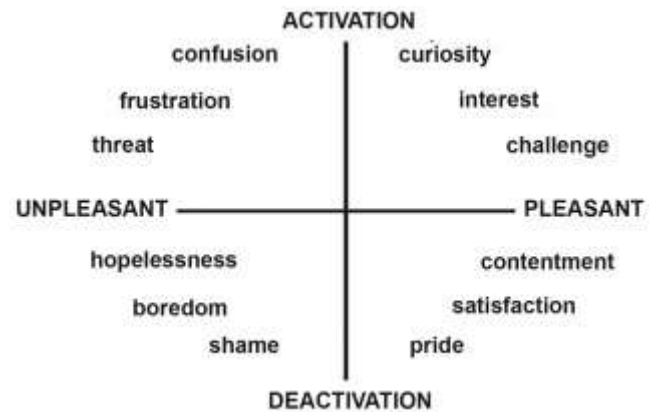 ACTIVATION
confusion curiosity
frustration interest
threat challenge
UNPLEASANT PLEASANT
hopelessness contentment
boredom satisfaction
shame pride
DEACTIVATION